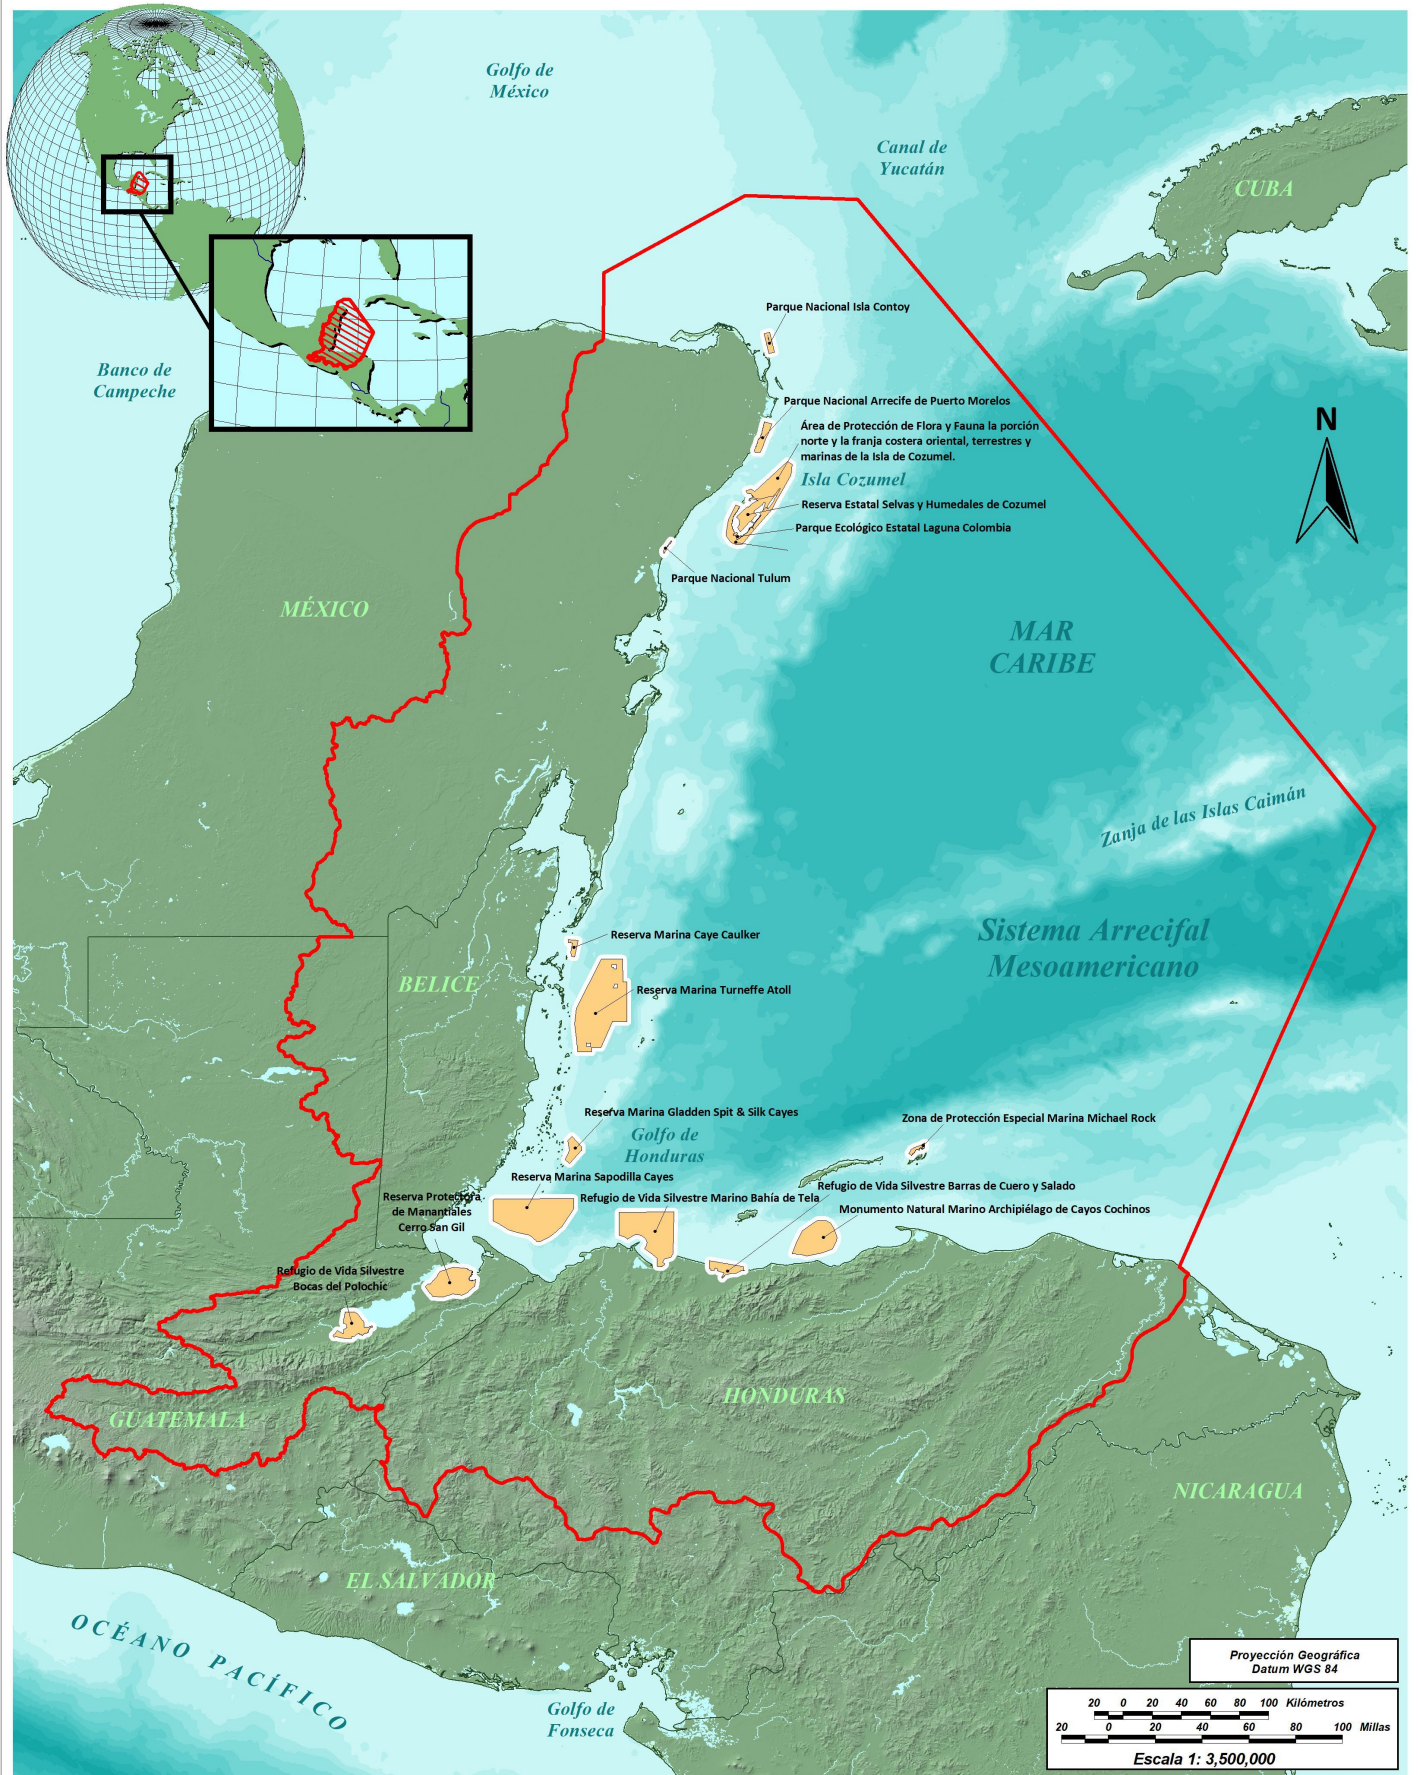 Golfo de
México
Canal de
Yucatán
CUBA
Parque Nacional Isla Contoy
Banco de
Campeche
Parque Nacional Arrecife de Puerto Morelos
N
Área de Protección de Flora y Fauna la porción
norte y la franja costera oriental, terrestres y
marinas de la Isla de Cozumel.
Isla Cozumel
Reserva Estatal Selvas y Humedales de Cozumel
Parque Ecológico Estatal Laguna Colombia
Parque Nacional Tulum
MÉXICO
MAR
CARIBE
Zanja de las Islas Caimán
Sistema Arrecifal
Mesoamericano
Reserva Marina Caye Caulker
BELICE
Reserva Marina Turneffe Atoll
Reserva Marina Gladden Spit & Silk Cayes
Zona de Protección Especial Marina Michael Rock
Golfo de
Honduras
Reserva Marina Sapodilla Cayes
Refugio de Vida Silvestre Barras de Cuero y Salado
Reserva Protectora
de Manantiales
Cerro San Gil
Refugio de Vida Silvestre Marino Bahía de Tela
Monumento Natural Marino Archipiélago de Cayos Cochinos
Refugio de Vida Silvestre
Bocas del Polochic
HONDURAS
GUATEMALA
NICARAGUA
EL SALVADOR
OCÉANO PACÍFICO
Golfo de
Fonseca
Proyección Geográfica
Datum WGS 84
20 0 20 40 60 80 100 Kilómetros
20 0 20 40 60 80 100 Millas
Escala 1: 3,500,000